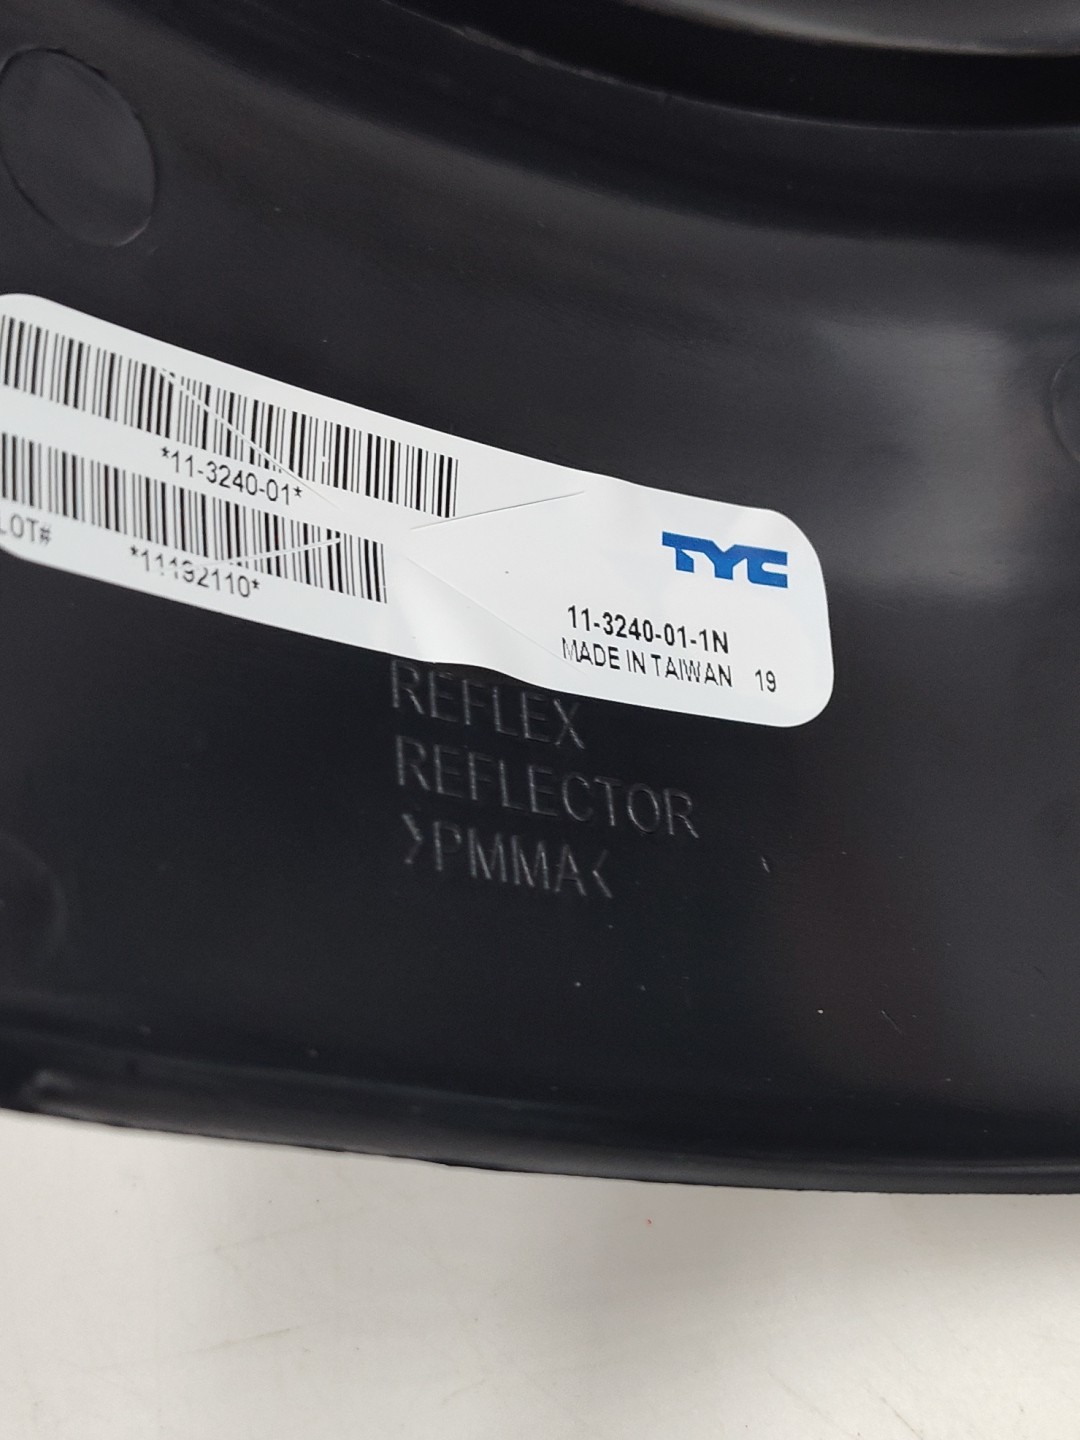 *11-3240-01*
LOT#
*11192110*
TYC
11-3240-01-1N
MADE IN TAIWAN 19
REFLEX
REFLECTOR
>PMMA<